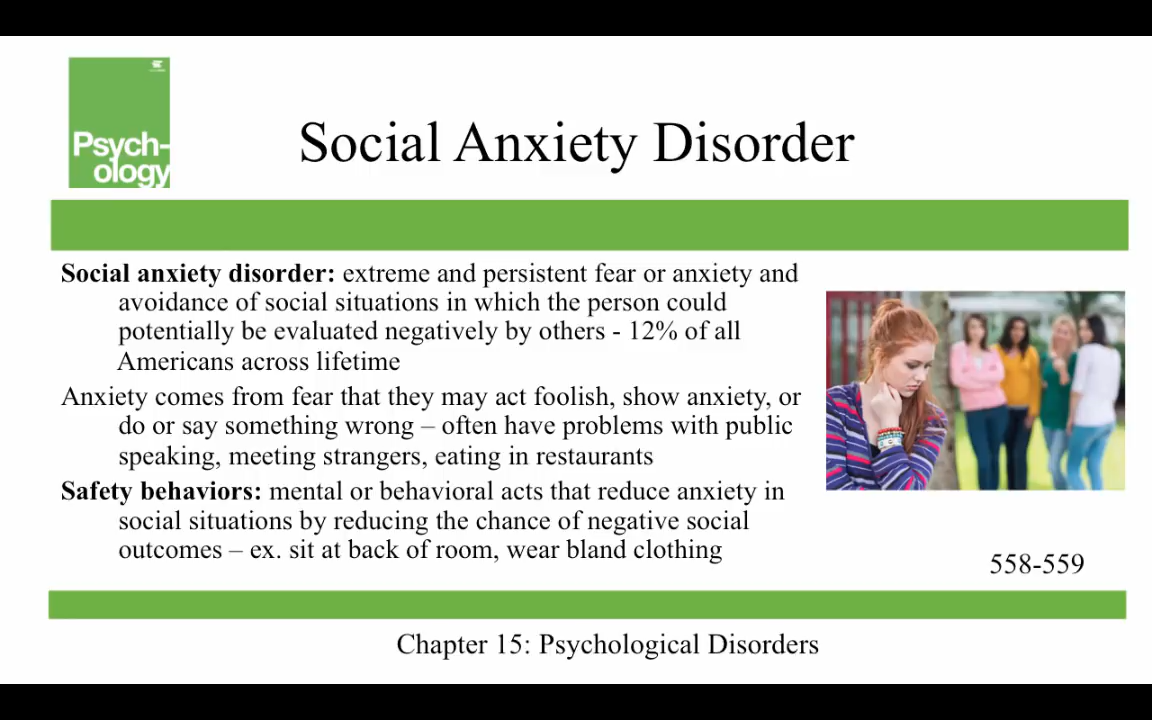 Psych-
ology
Social Anxiety Disorder
Social anxiety disorder: extreme and persistent fear or anxiety and
avoidance of social situations in which the person could
potentially be evaluated negatively by others - 12% of all
Americans across lifetime
Anxiety comes from fear that they may act foolish, show anxiety, or
do or say something wrong – often have problems with public
speaking, meeting strangers, eating in restaurants
Safety behaviors: mental or behavioral acts that reduce anxiety in
social situations by reducing the chance of negative social
outcomes – ex. sit at back of room, wear bland clothing
558-559
Chapter 15: Psychological Disorders